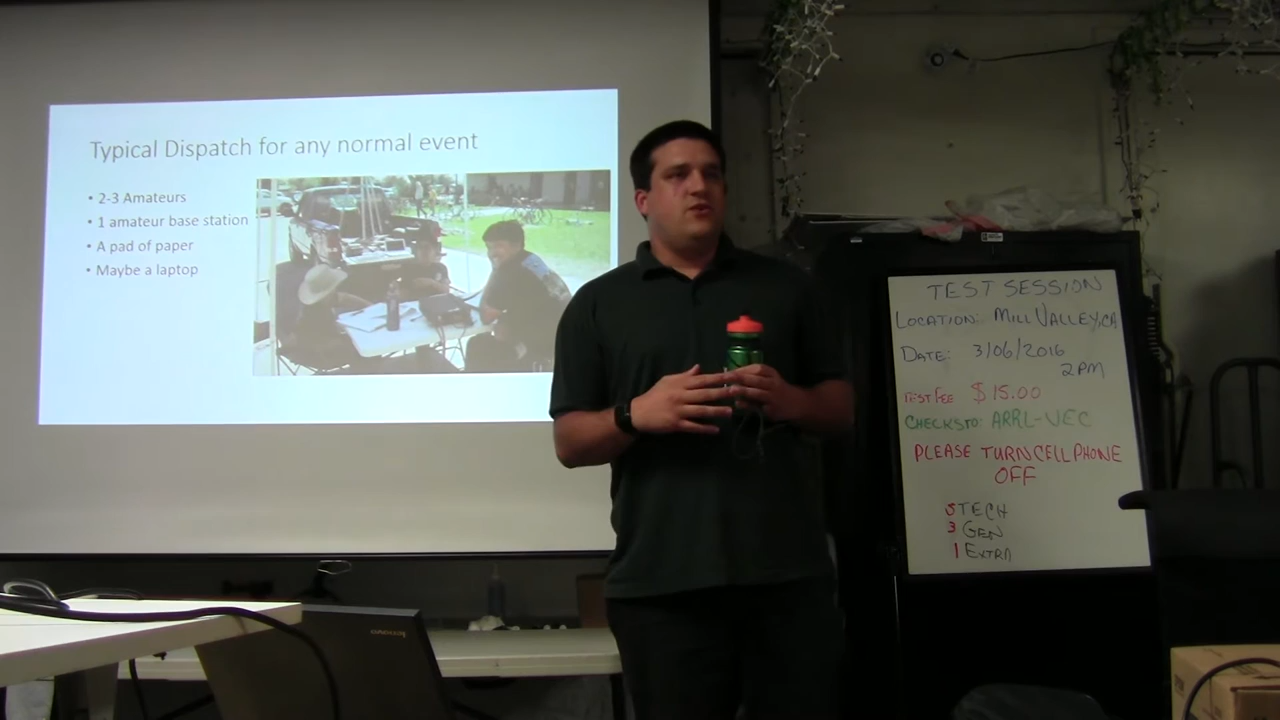 Typical Dispatch for any normal event
• 2-3 Amateurs
• 1 amateur base station
• A pad of paper
• Maybe a laptop
TEST SESSION
LOCATION: MILL VALLEY, CA
DATE: 3/06/2016
2PM
TEST FEE $15.00
CHECKS TO: ARRL-VEC
PLEASE TURN CELL PHONE
OFF
5 TECH
3 GEN
1 EXTRA
lenovo